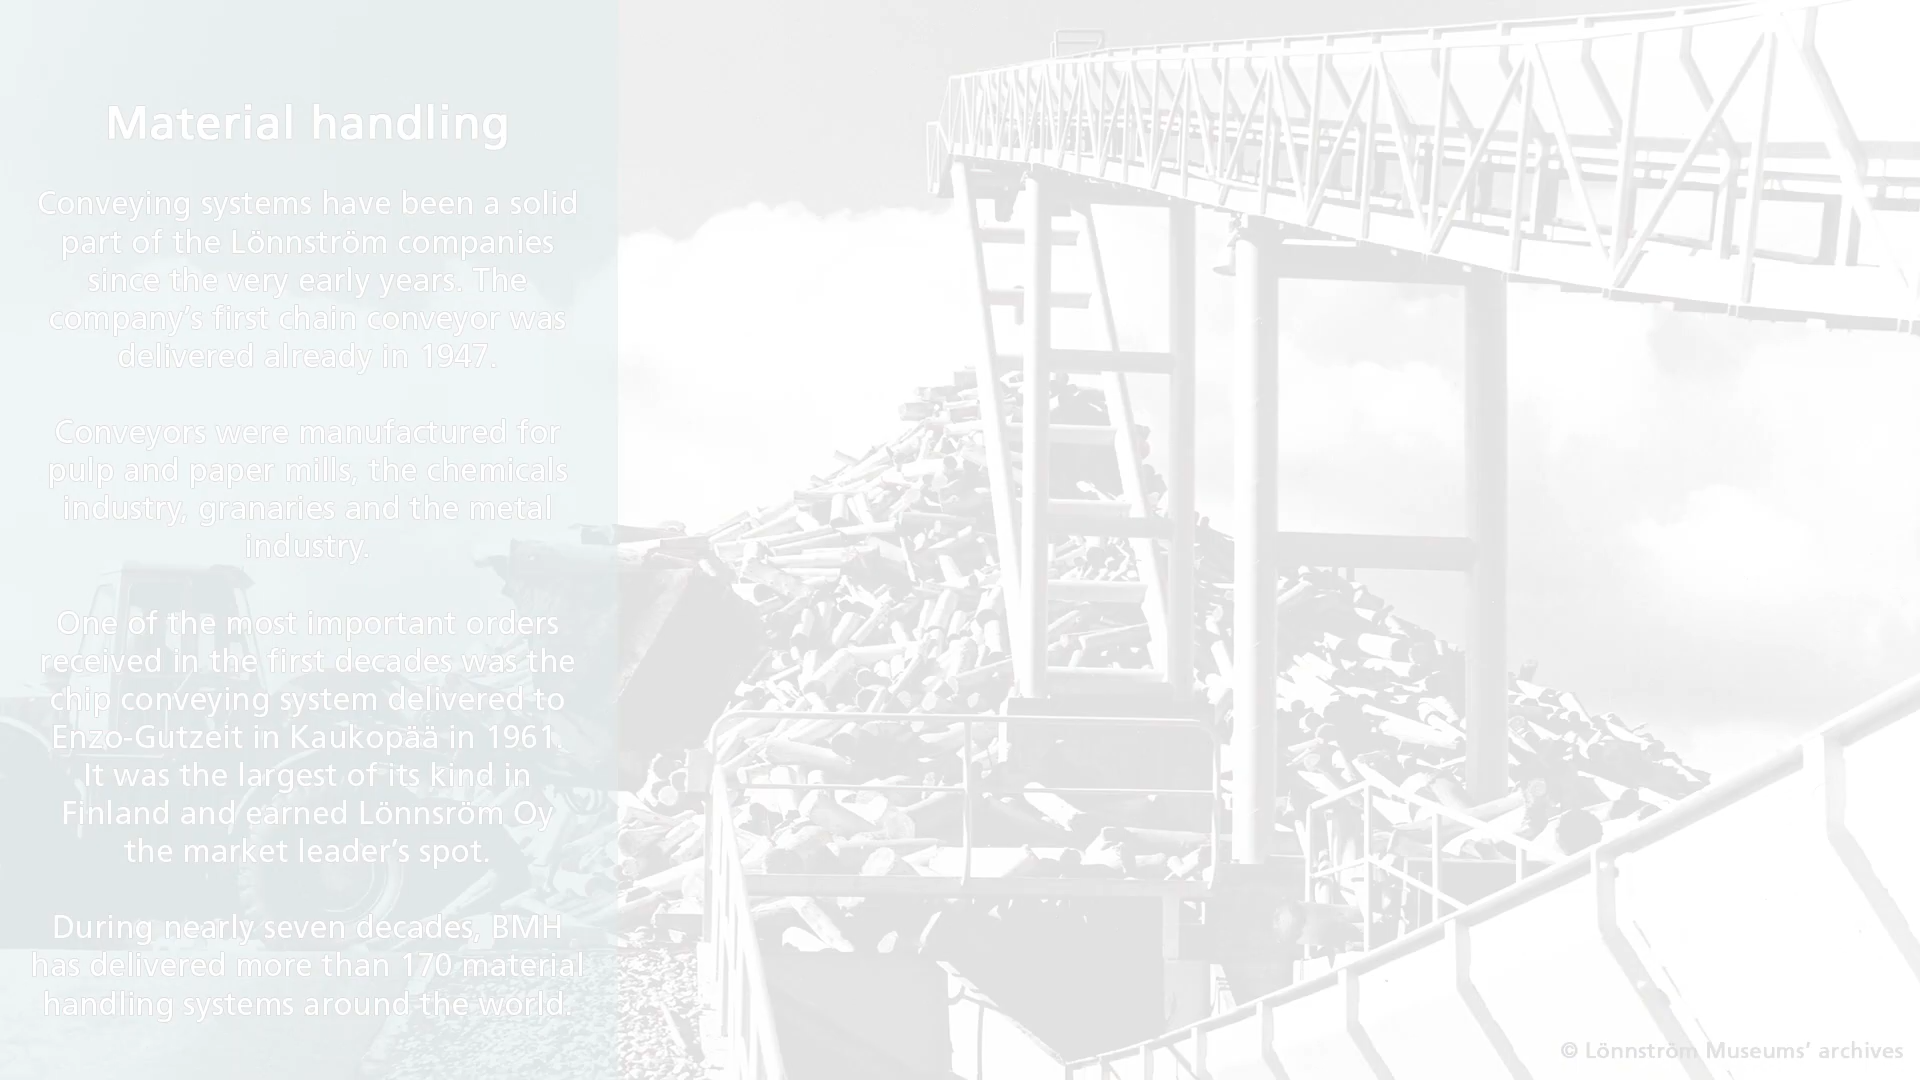 Material handling
Conveying systems have been a solid
part of the Lönnström companies
since the very early years. The
company’s first chain conveyor was
delivered already in 1947.
Conveyors were manufactured for
pulp and paper mills, the chemicals
industry, granaries and the metal
industry.
One of the most important orders
received in the first decades was the
chip conveying system delivered to
Enzo-Gutzeit in Kaukopää in 1961.
It was the largest of its kind in
Finland and earned Lönnsröm Oy
the market leader’s spot.
During nearly seven decades, BMH
has delivered more than 170 material
handling systems around the world.
© Lönnström Museums’ archives